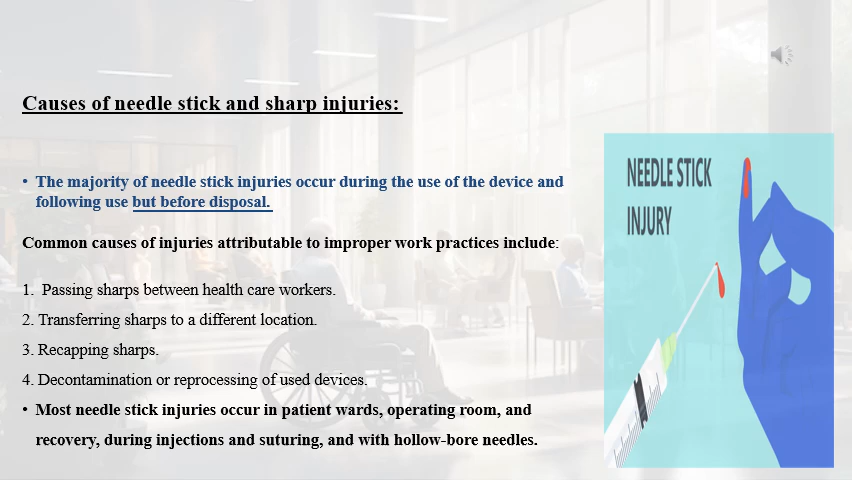 Causes of needle stick and sharp injuries:
• The majority of needle stick injuries occur during the use of the device and
following use but before disposal.
Common causes of injuries attributable to improper work practices include:
1. Passing sharps between health care workers.
2. Transferring sharps to a different location.
3. Recapping sharps.
4. Decontamination or reprocessing of used devices.
• Most needle stick injuries occur in patient wards, operating room, and
recovery, during injections and suturing, and with hollow-bore needles.
NEEDLE STICK
INJURY